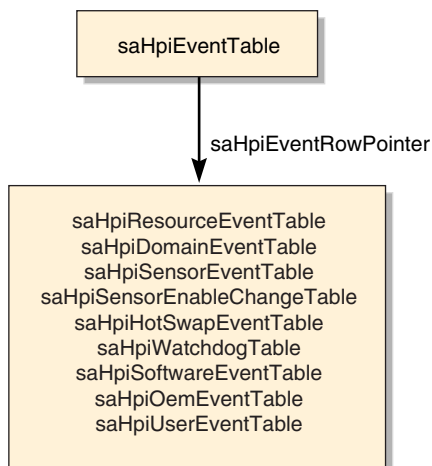 saHpiEventTable
saHpiEventRowPointer
saHpiResourceEventTable
saHpiDomainEventTable
saHpiSensorEventTable
saHpiSensorEnableChangeTable
saHpiHotSwapEventTable
saHpiWatchdogTable
saHpiSoftwareEventTable
saHpiOemEventTable
saHpiUserEventTable